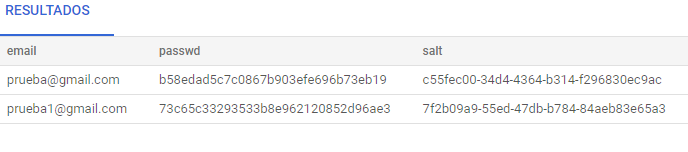 RESULTADOS
email passwd salt
prueba@gmail.com b58edad5c7c0867b903efe696b73eb19 c55fec00-34d4-4364-b314-f296830ec9ac
prueba1@gmail.com 73c65c33293533b8e962120852d96ae3 7f2b09a9-55ed-47db-b784-84aeb83e65a3